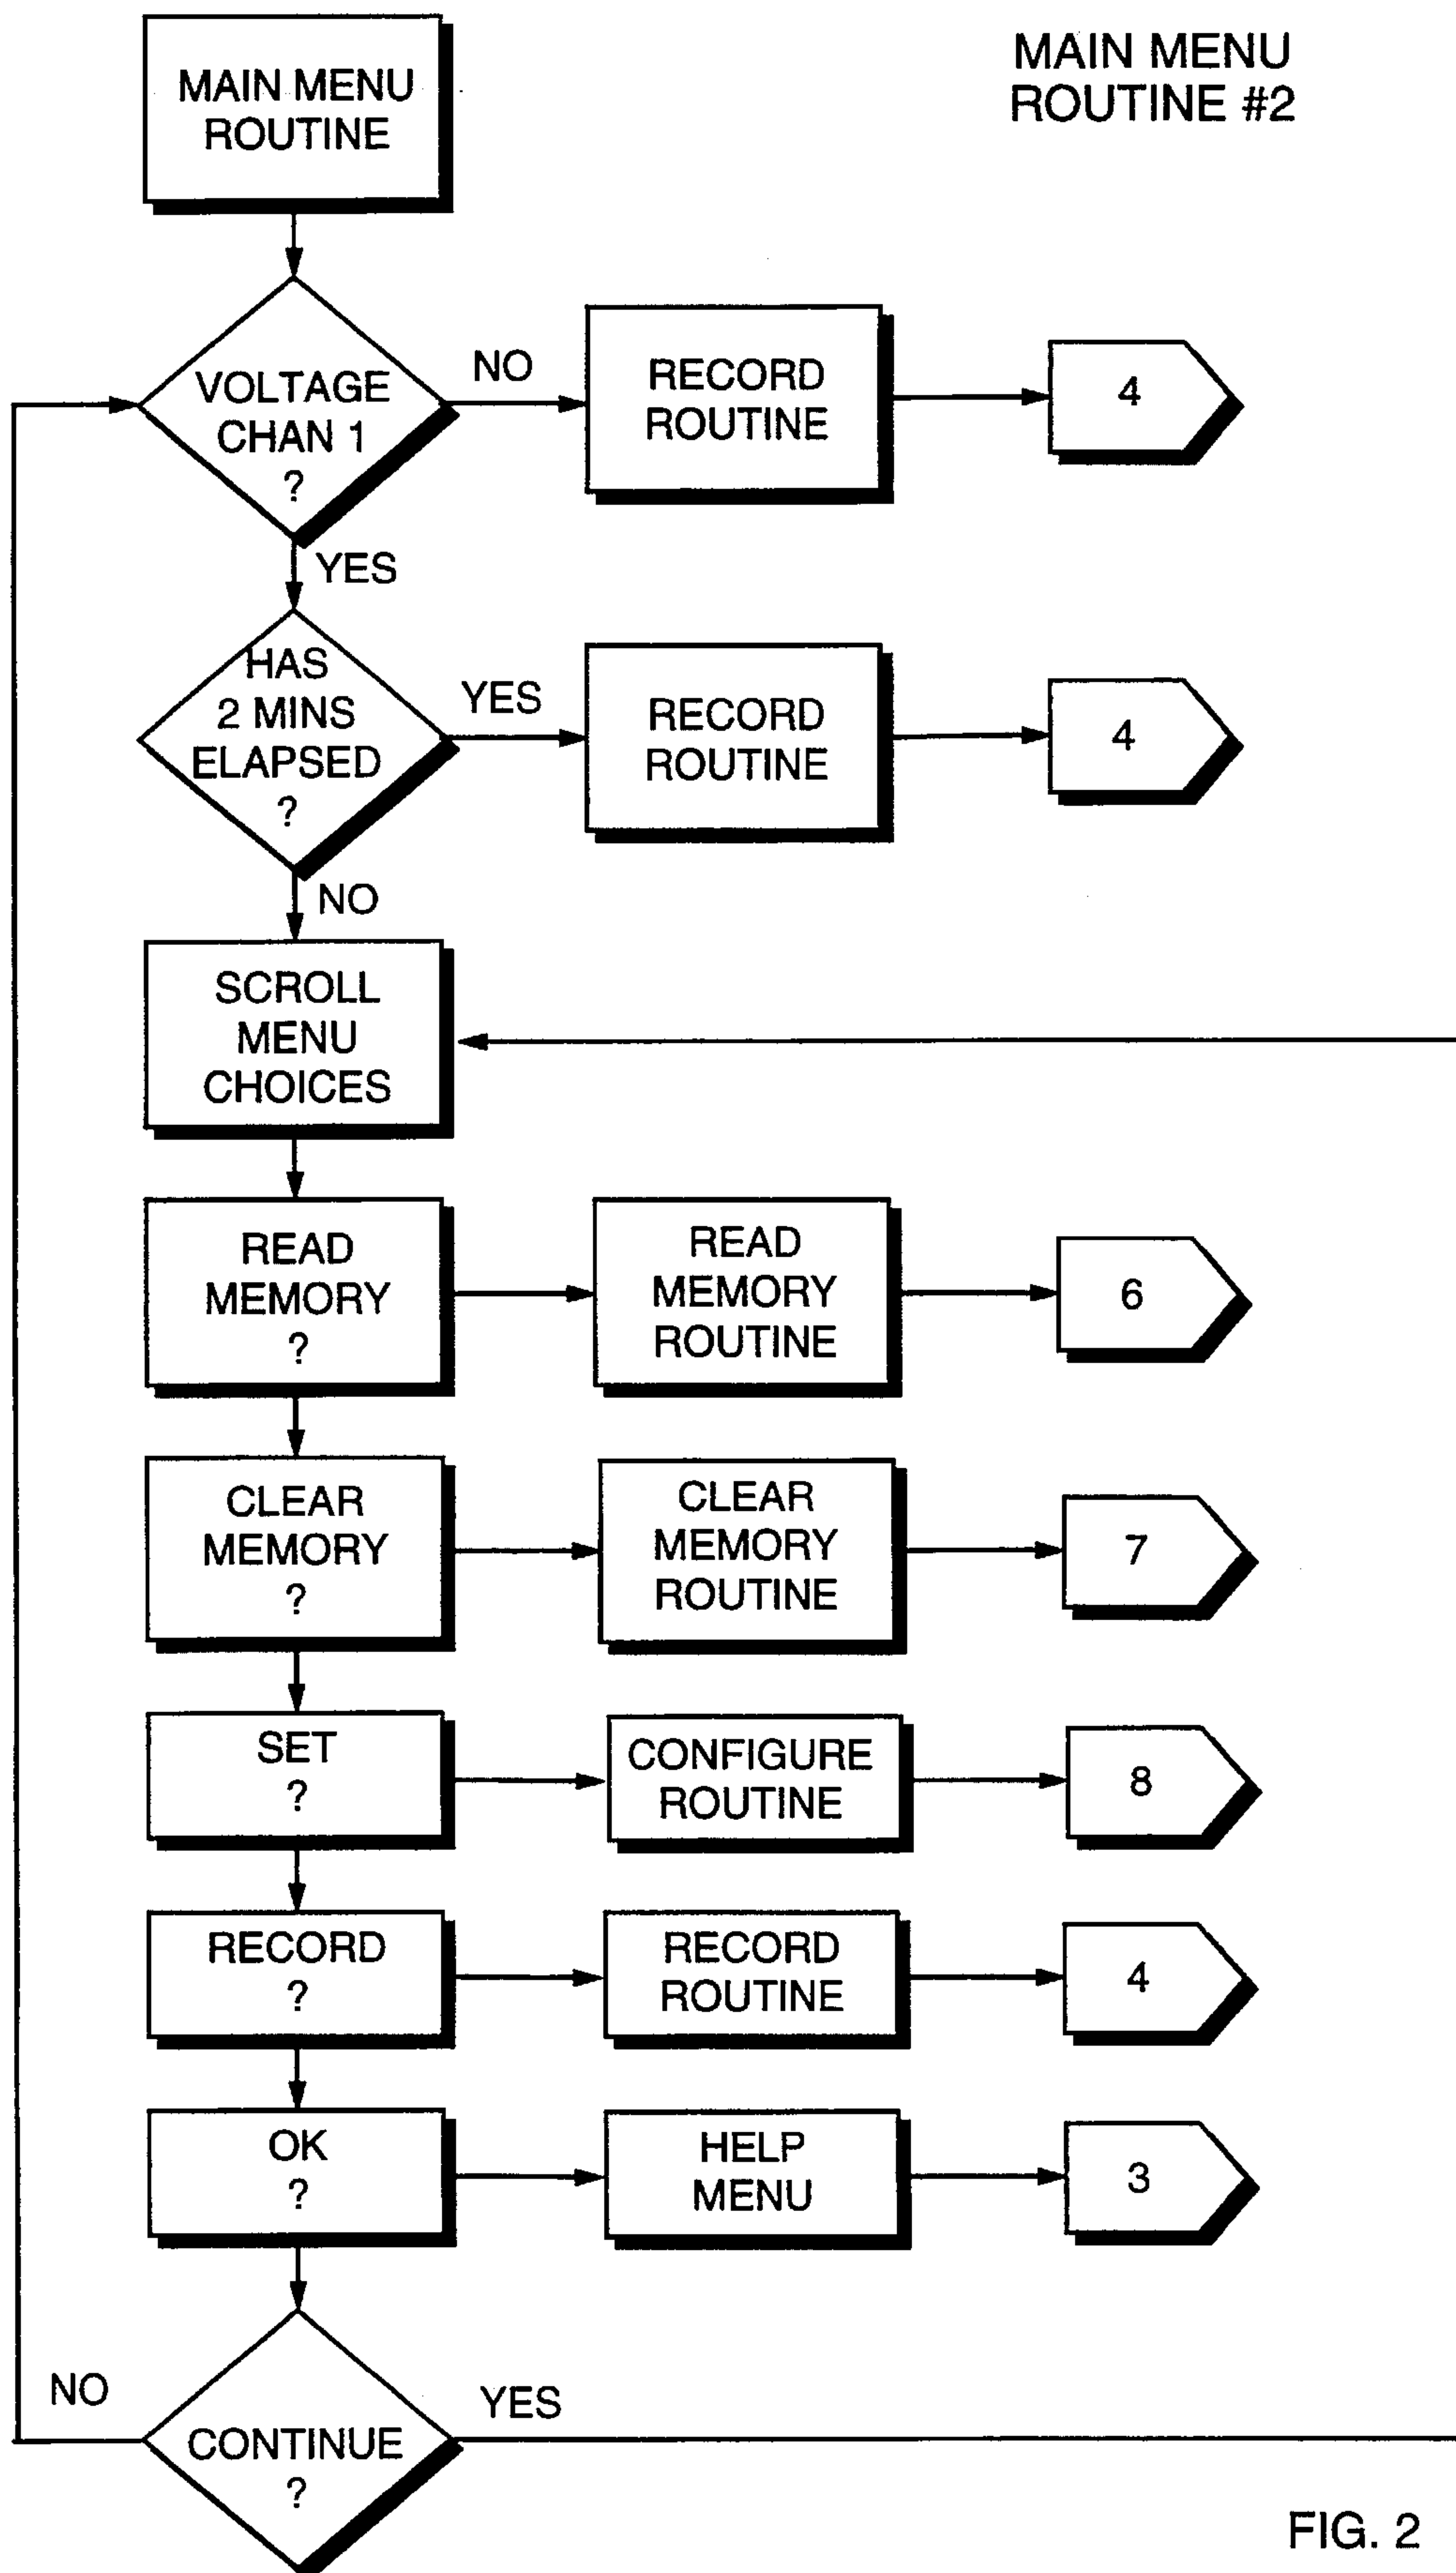 MAIN MENU
ROUTINE
MAIN MENU
ROUTINE #2
VOLTAGE
CHAN 1
?
NO
RECORD
ROUTINE
4
YES
HAS
2 MINS
ELAPSED
?
YES
RECORD
ROUTINE
4
NO
SCROLL
MENU
CHOICES
READ
MEMORY
?
READ
MEMORY
ROUTINE
6
CLEAR
MEMORY
?
CLEAR
MEMORY
ROUTINE
7
SET
?
CONFIGURE
ROUTINE
8
RECORD
?
RECORD
ROUTINE
4
OK
?
HELP
MENU
3
NO
CONTINUE
?
YES
FIG. 2